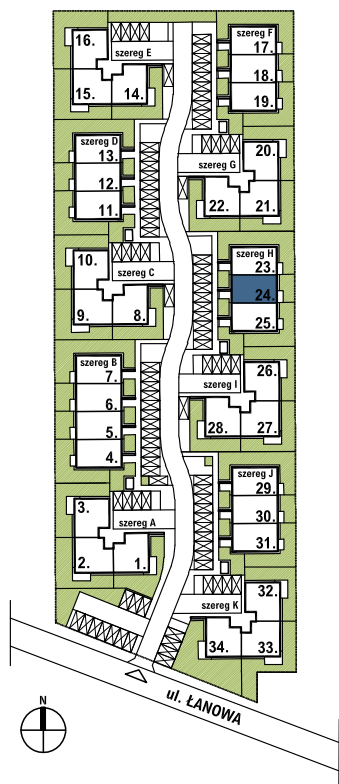 16.
szereg E
15.
14.
szereg F
17.
18.
19.
szereg D
13.
12.
11.
20.
szereg G
22.
21.
10.
szereg C
9.
8.
szereg H
23.
24.
25.
szereg B
7.
6.
5.
4.
26.
szereg I
28.
27.
3.
szereg A
2.
1.
szereg J
29.
30.
31.
32.
szereg K
34.
33.
ul. ŁANOWA
N